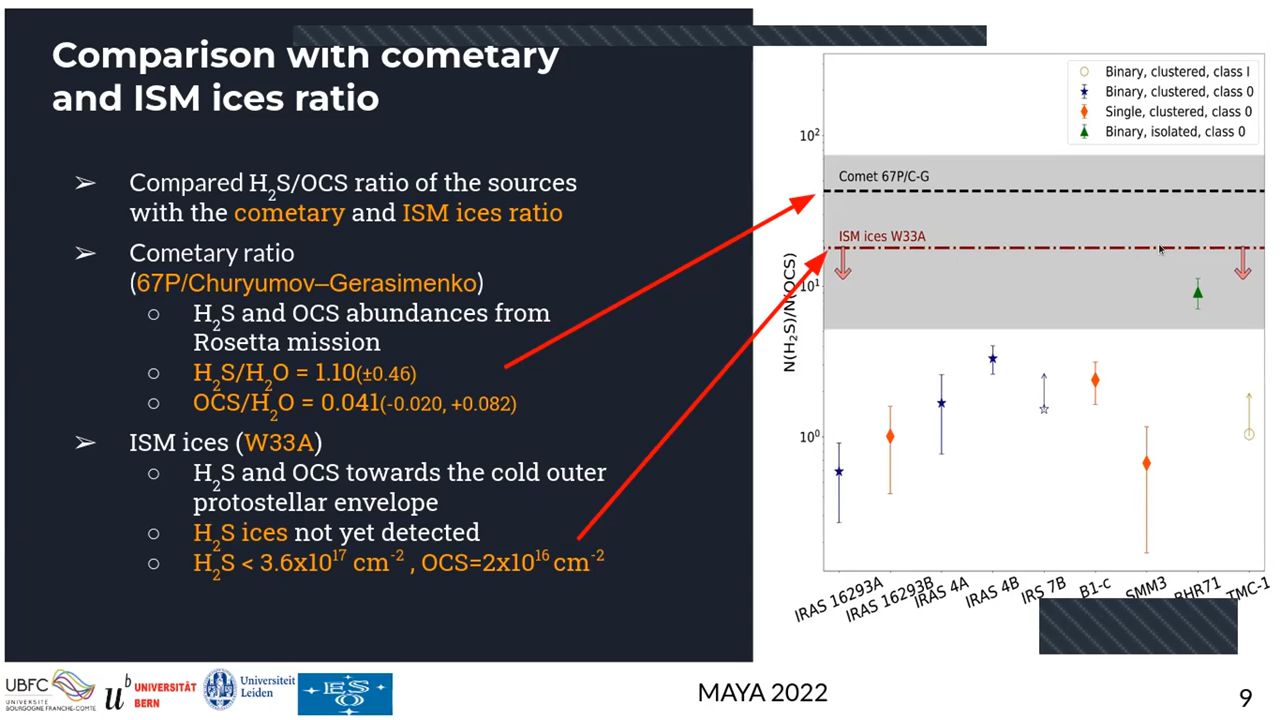 Comparison with cometary
and ISM ices ratio
➢ Compared H₂S/OCS ratio of the sources
with the cometary and ISM ices ratio
➢ Cometary ratio
(67P/Churyumov–Gerasimenko)
○ H₂S and OCS abundances from
Rosetta mission
○ H₂S/H₂O = 1.10(±0.46)
○ OCS/H₂O = 0.041(-0.020, +0.082)
➢ ISM ices (W33A)
○ H₂S and OCS towards the cold outer
protostellar envelope
○ H₂S ices not yet detected
○ H₂S < 3.6x10¹⁷ cm⁻² , OCS=2x10¹⁶ cm⁻²
Binary, clustered, class I
Binary, clustered, class 0
Single, clustered, class 0
Binary, isolated, class 0
10²
Comet 67P/C-G
ISM ices W33A
10¹
N(H₂S)/N(OCS)
10⁰
IRAS 16293A
IRAS 16293B
IRAS 4A
IRAS 4B
IRS 7B
B1-c
SMM3
BHR71
TMC-1
UBFC
UNIVERSITÉ
BOURGOGNE FRANCHE-COMTÉ
uᵇ
UNIVERSITÄT
BERN
Universiteit
Leiden
ESO
MAYA 2022
9